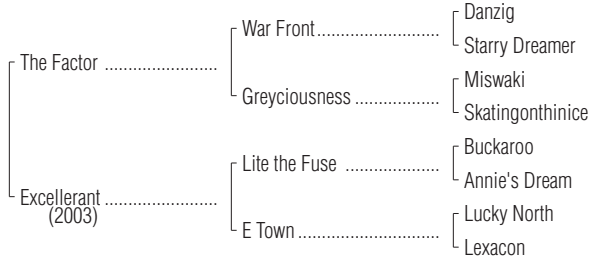 Danzig
War Front..............................
Starry Dreamer
The Factor ...........................
Miswaki
Greyciousness .....................
Skatingonthinice
Buckaroo
Lite the Fuse .......................
Annie's Dream
Excellerant ...........................
(2003)
Lucky North
E Town ...................................
Lexacon